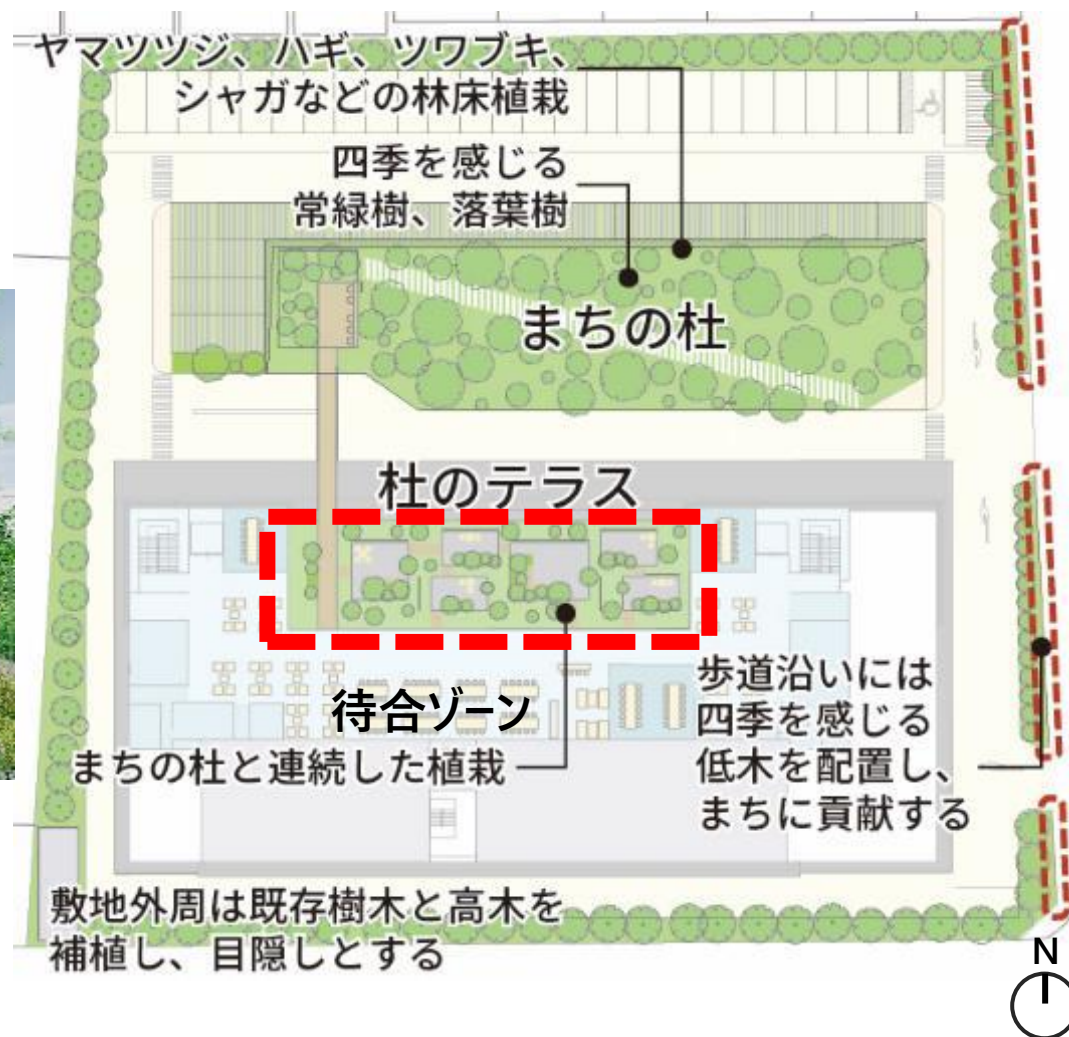 ヤマツツジ、ハギ、ツワブキ、
シャガなどの林床植栽
四季を感じる
常緑樹、落葉樹
まちの杜
杜のテラス
待合ゾーン
まちの杜と連続した植栽
歩道沿いには
四季を感じる
低木を配置し、
まちに貢献する
敷地外周は既存樹木と高木を
補植し、目隠しとする
N